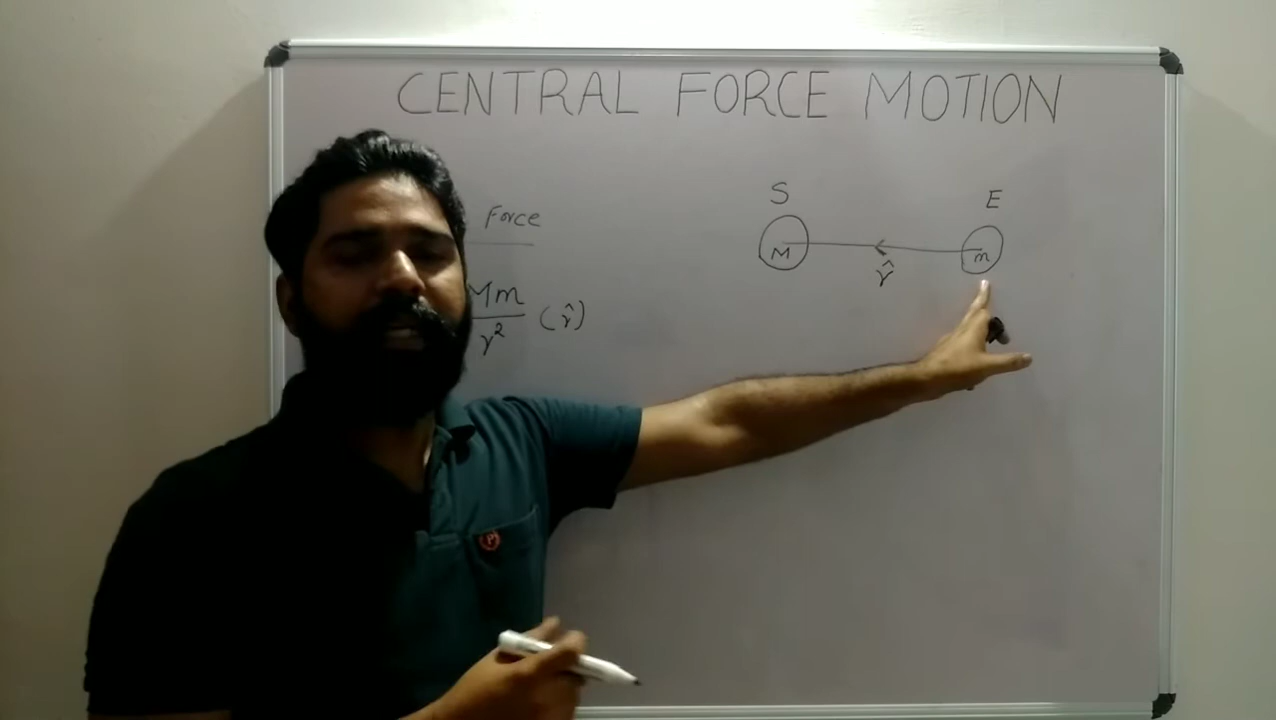 CENTRAL FORCE MOTION
S
E
Force
M
m
r̂
Mm
r² (r̂)